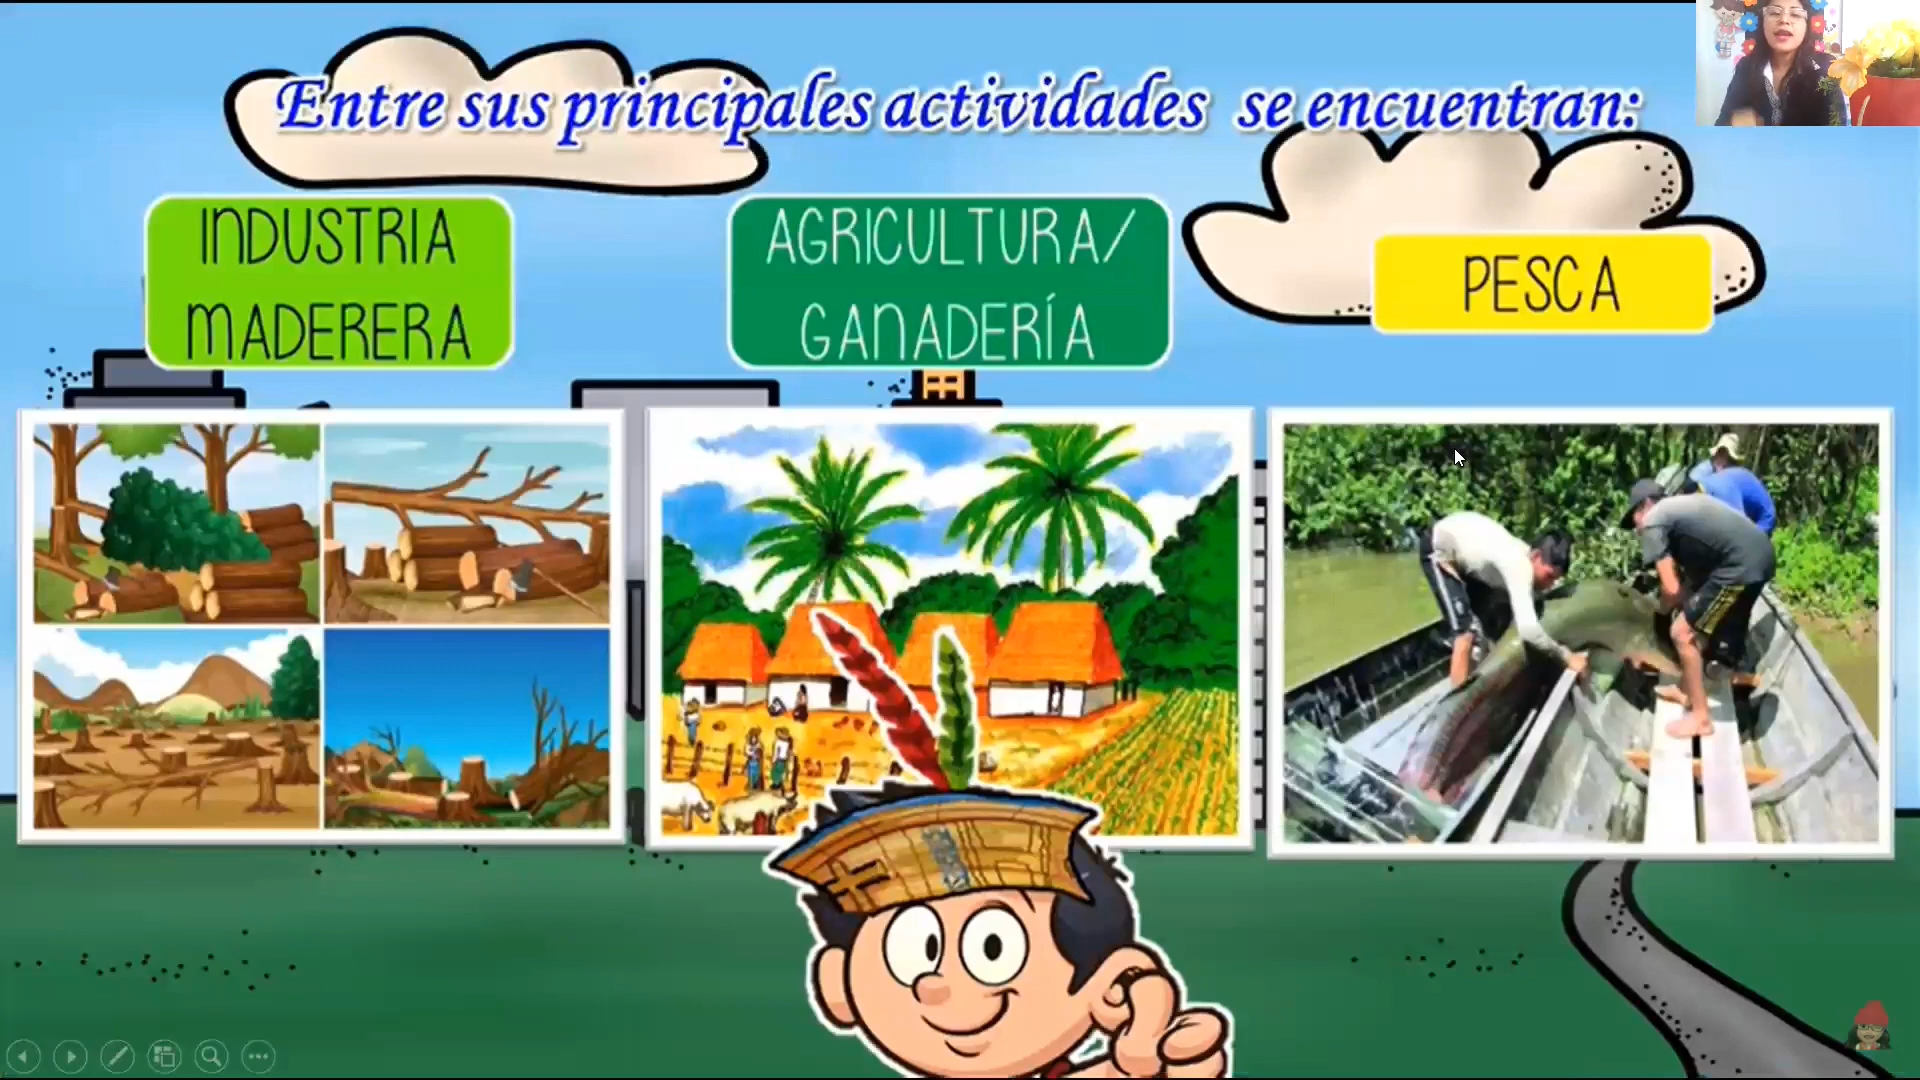 Entre sus principales actividades se encuentran:
INDUSTRIA
MADERERA
AGRICULTURA/
GANADERÍA
PESCA